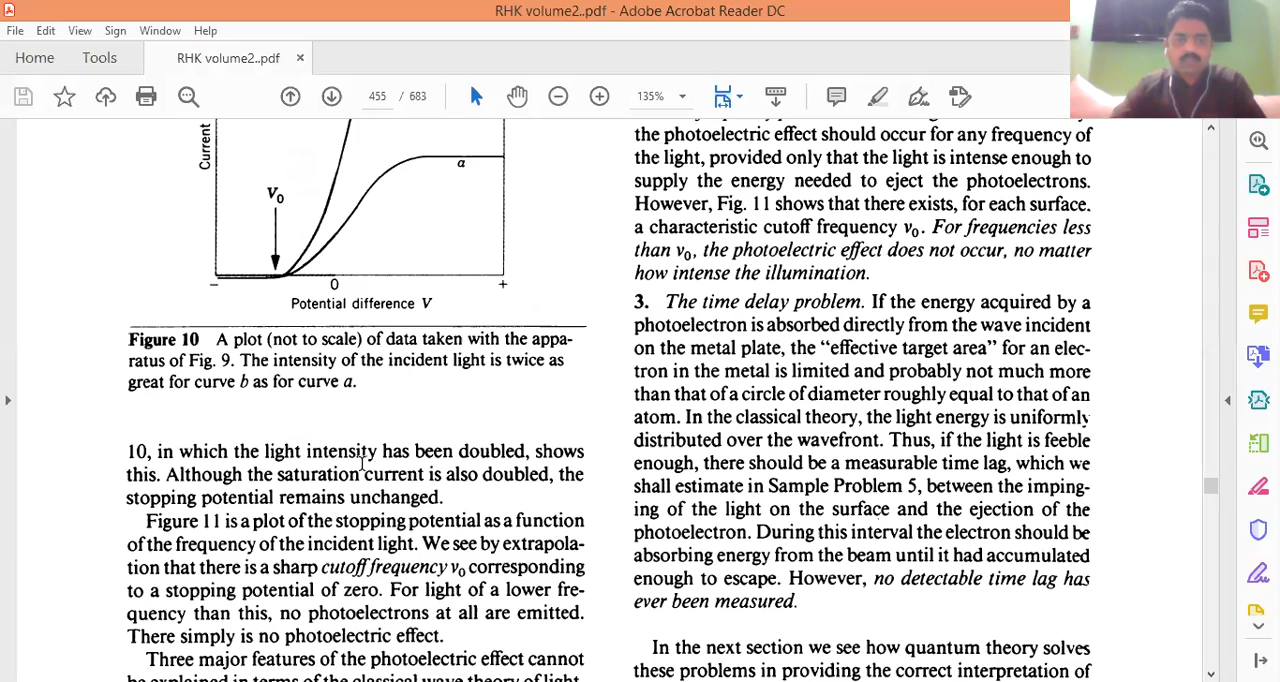 RHK volume2..pdf - Adobe Acrobat Reader DC
File Edit View Sign Window Help
Home Tools RHK volume2..pdf ×
455 / 683 135%
Current
V₀
a
– 0 +
Potential difference V
Figure 10 A plot (not to scale) of data taken with the appa-
ratus of Fig. 9. The intensity of the incident light is twice as
great for curve b as for curve a.
10, in which the light intensity has been doubled, shows
this. Although the saturation current is also doubled, the
stopping potential remains unchanged.
Figure 11 is a plot of the stopping potential as a function
of the frequency of the incident light. We see by extrapola-
tion that there is a sharp cutoff frequency ν₀ corresponding
to a stopping potential of zero. For light of a lower fre-
quency than this, no photoelectrons at all are emitted.
There simply is no photoelectric effect.
Three major features of the photoelectric effect cannot
be explained in terms of the classical wave theory of light.
the photoelectric effect should occur for any frequency of
the light, provided only that the light is intense enough to
supply the energy needed to eject the photoelectrons.
However, Fig. 11 shows that there exists, for each surface,
a characteristic cutoff frequency ν₀. For frequencies less
than ν₀, the photoelectric effect does not occur, no matter
how intense the illumination.
3. The time delay problem. If the energy acquired by a
photoelectron is absorbed directly from the wave incident
on the metal plate, the “effective target area” for an elec-
tron in the metal is limited and probably not much more
than that of a circle of diameter roughly equal to that of an
atom. In the classical theory, the light energy is uniformly
distributed over the wavefront. Thus, if the light is feeble
enough, there should be a measurable time lag, which we
shall estimate in Sample Problem 5, between the imping-
ing of the light on the surface and the ejection of the
photoelectron. During this interval the electron should be
absorbing energy from the beam until it had accumulated
enough to escape. However, no detectable time lag has
ever been measured.
In the next section we see how quantum theory solves
these problems in providing the correct interpretation of